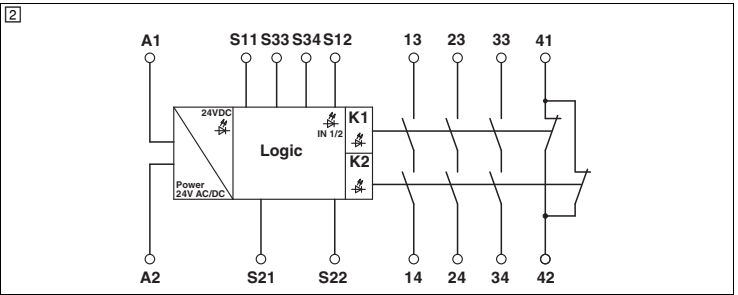 2
A1 S11 S33 S34 S12 13 23 33 41
24VDC
K1
IN 1/2
Logic
K2
Power
24V AC/DC
A2 S21 S22 14 24 34 42